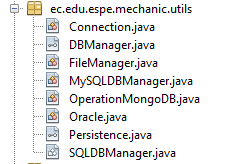 ec.edu.espe.mechanic.utils
Connection.java
DBManager.java
FileManager.java
MySQLDBManager.java
OperationMongoDB.java
Oracle.java
Persistence.java
SQLDBManager.java